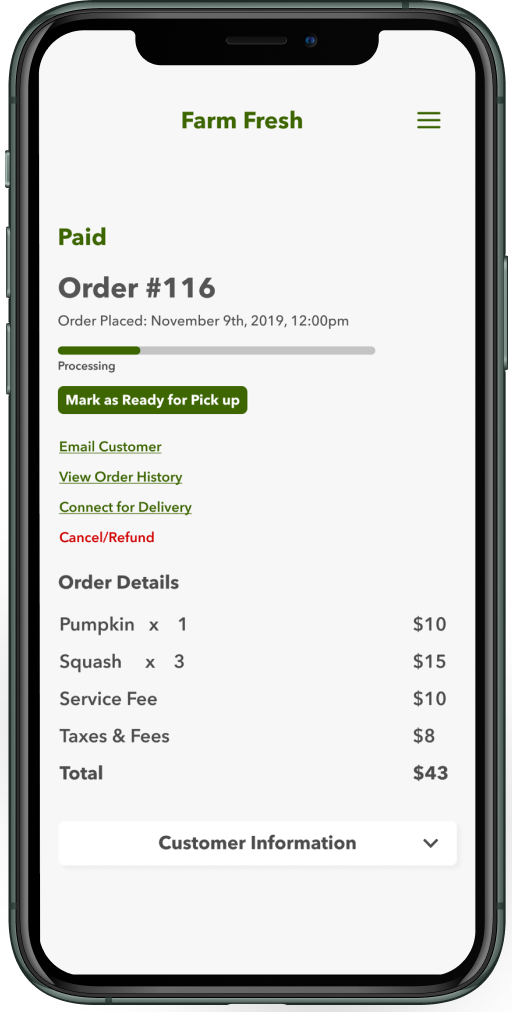 Farm Fresh
Paid
Order #116
Order Placed: November 9th, 2019, 12:00pm
Processing
Mark as Ready for Pick up
Email Customer
View Order History
Connect for Delivery
Cancel/Refund
Order Details
Pumpkin x 1 $10
Squash x 3 $15
Service Fee $10
Taxes & Fees $8
Total $43
Customer Information